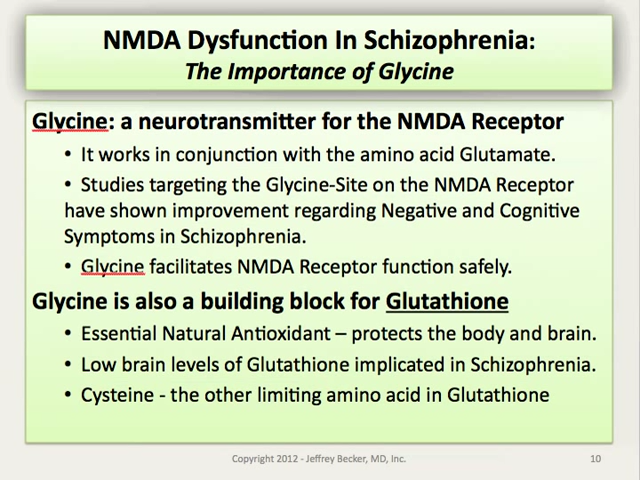 NMDA Dysfunction In Schizophrenia:
The Importance of Glycine
Glycine: a neurotransmitter for the NMDA Receptor
• It works in conjunction with the amino acid Glutamate.
• Studies targeting the Glycine-Site on the NMDA Receptor
have shown improvement regarding Negative and Cognitive
Symptoms in Schizophrenia.
• Glycine facilitates NMDA Receptor function safely.
Glycine is also a building block for Glutathione
• Essential Natural Antioxidant – protects the body and brain.
• Low brain levels of Glutathione implicated in Schizophrenia.
• Cysteine - the other limiting amino acid in Glutathione
Copyright 2012 - Jeffrey Becker, MD, Inc.
10